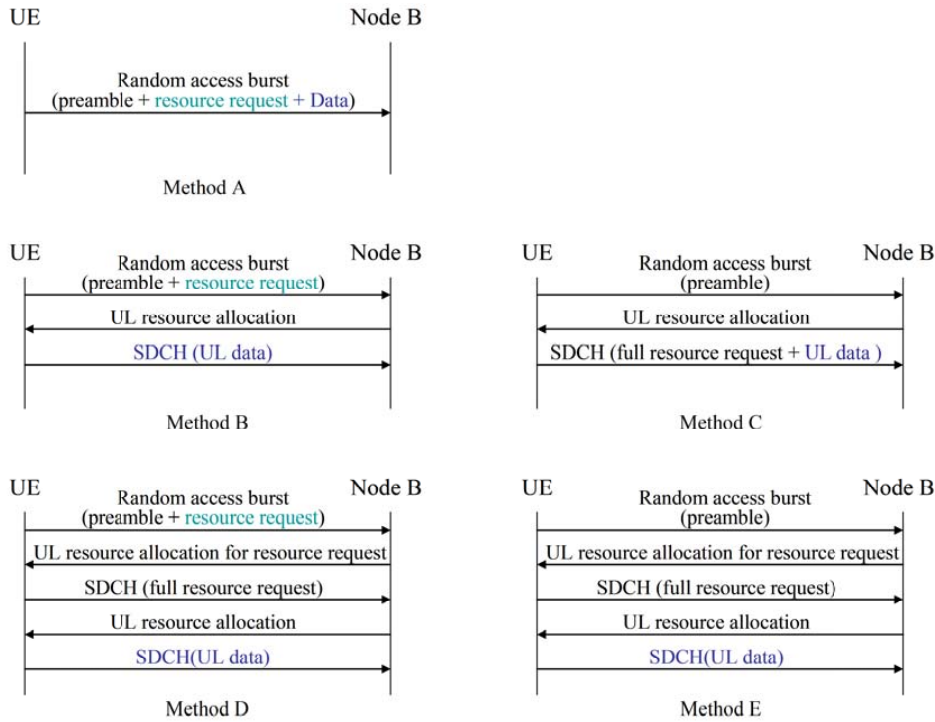 UE Node B
Random access burst
(preamble + resource request + Data)
Method A
UE Node B
Random access burst
(preamble + resource request)
UL resource allocation
SDCH (UL data)
Method B
UE Node B
Random access burst
(preamble)
UL resource allocation
SDCH (full resource request + UL data )
Method C
UE Node B
Random access burst
(preamble + resource request)
UL resource allocation for resource request
SDCH (full resource request)
UL resource allocation
SDCH(UL data)
Method D
UE Node B
Random access burst
(preamble)
UL resource allocation for resource request
SDCH (full resource request)
UL resource allocation
SDCH(UL data)
Method E